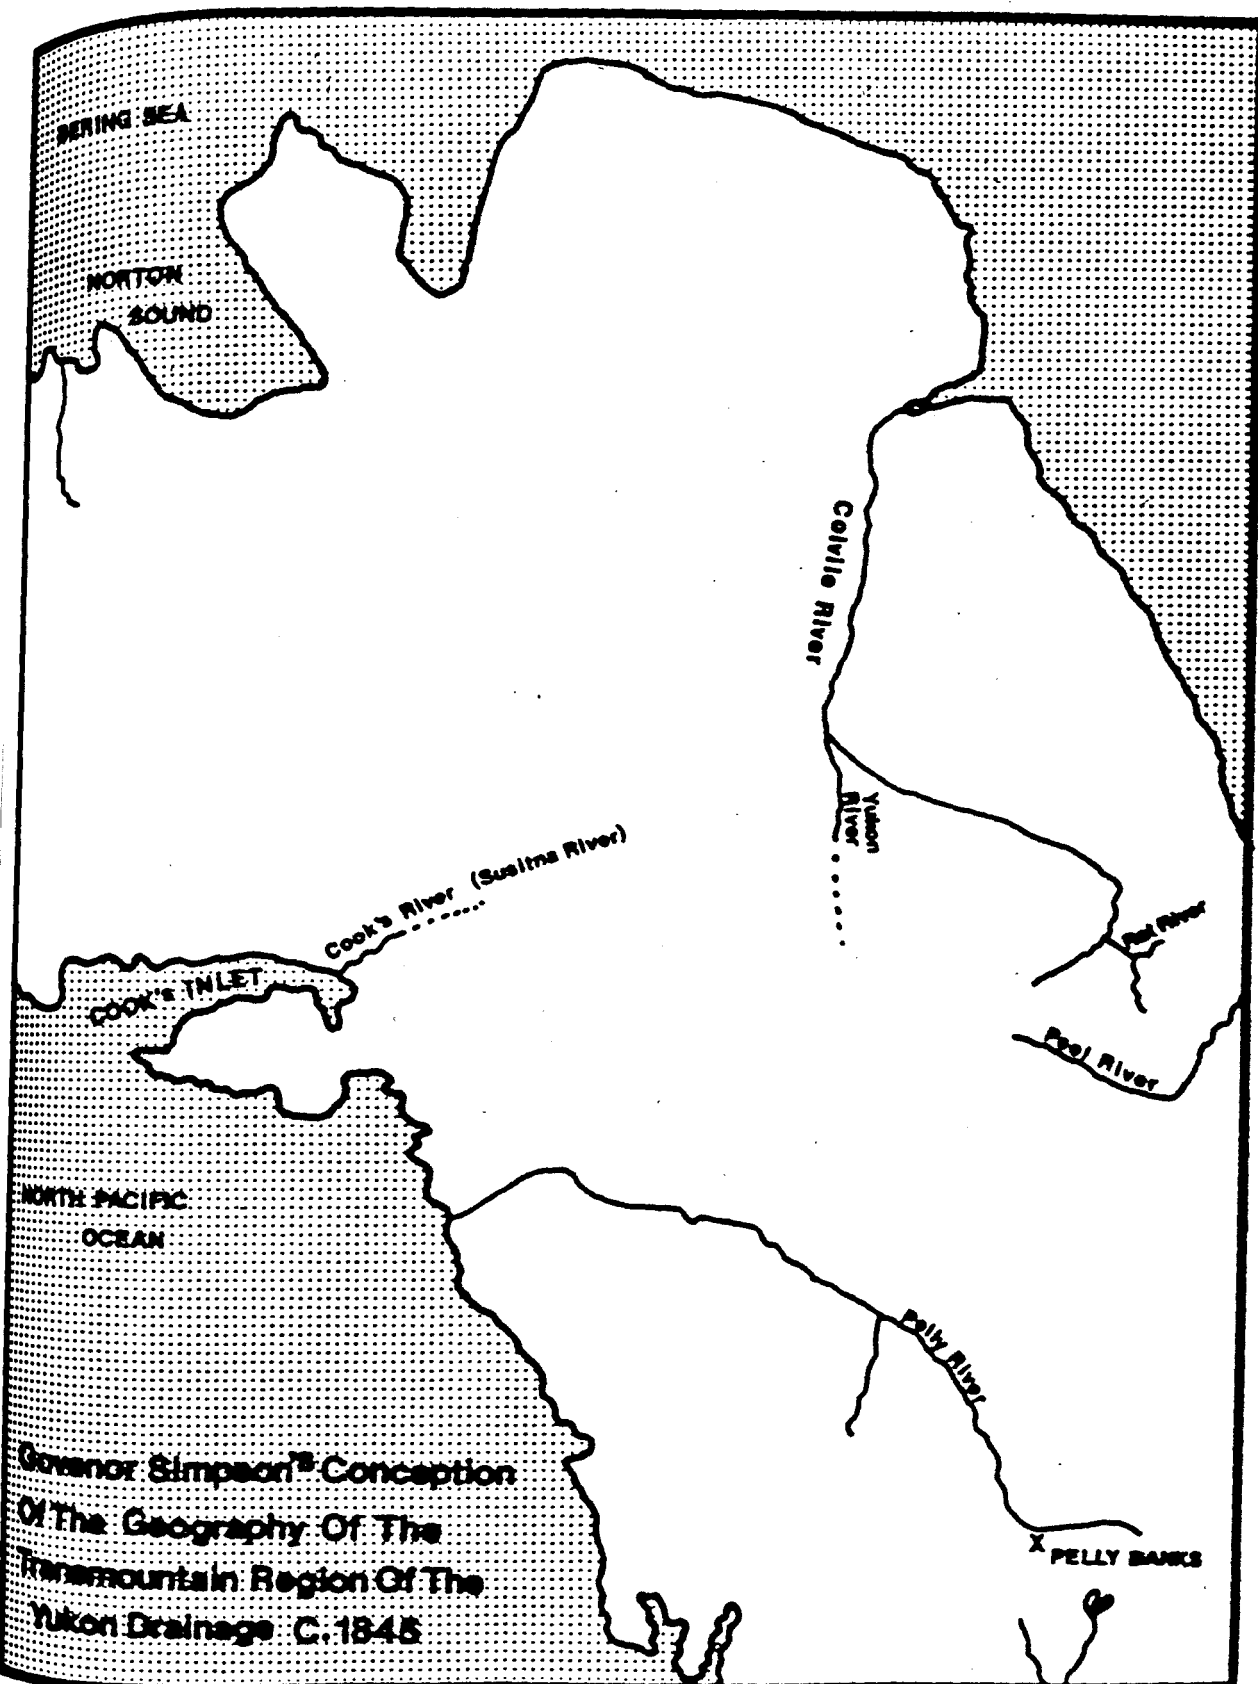 BERING SEA
NORTON
SOUND
Colville River
Yukon
River
Cook's River (Susitna River)
COOK's INLET
Rat River
Peel River
NORTH PACIFIC
OCEAN
Pelly River
X PELLY BANKS
Govenor Simpson's Conception
Of The Geography Of The
Transmountain Region Of The
Yukon Drainage C.1845